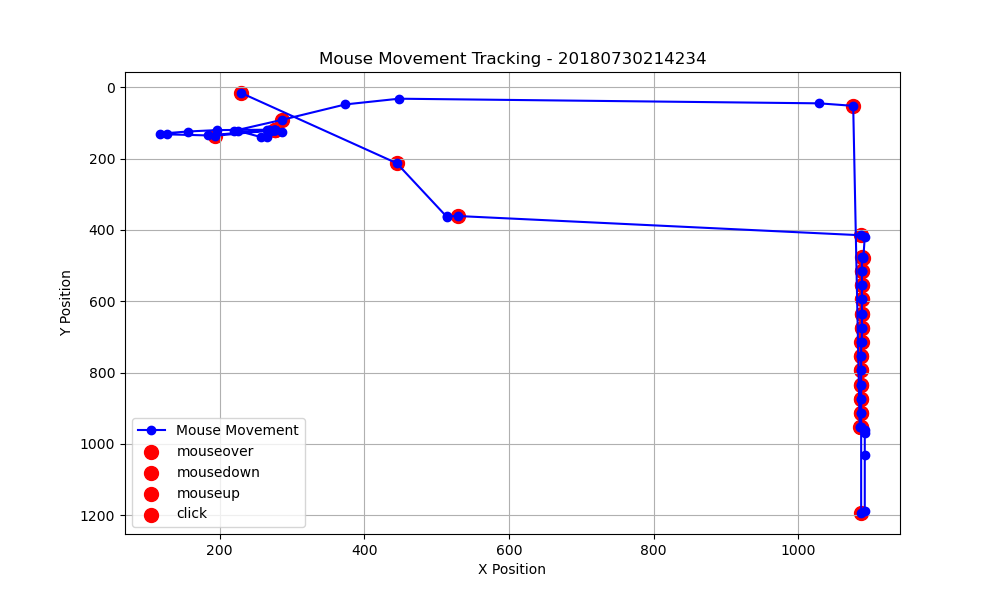 Mouse Movement Tracking - 20180730214234
0
200
400
600
800
1000
1200
Y Position
Mouse Movement
mouseover
mousedown
mouseup
click
200
400
600
800
1000
X Position